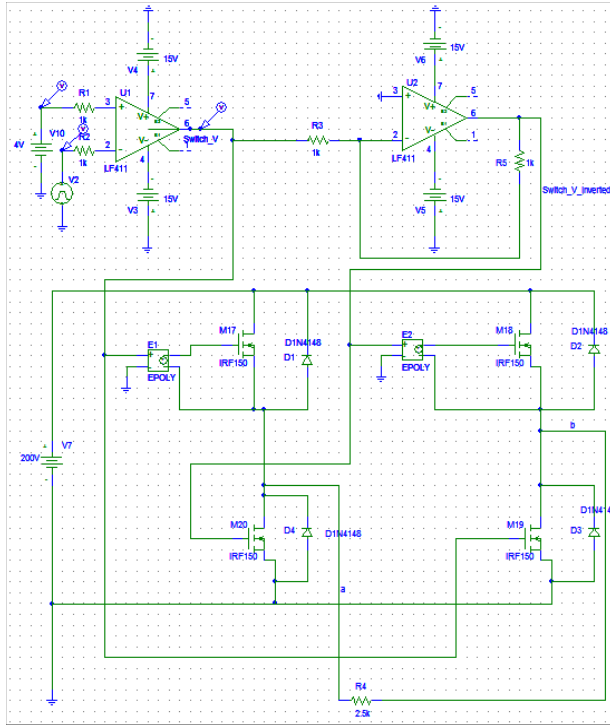 V4
15V
V6
15V
R1
1k
U1
3
7
5
V+
6
V-
2
4
1
LF411
Switch_V
V10
4V
R2
1k
V2
V3
15V
R3
1k
U2
3
7
5
V+
6
V-
2
4
1
LF411
R5
1k
Switch_V_Inverted
V5
15V
E1
EPOLY
M17
IRF150
D1N4148
D1
E2
EPOLY
M18
IRF150
D1N4148
D2
V7
200V
b
M20
IRF150
D4
D1N4148
M19
IRF150
D3
D1N414
a
R4
2.5k